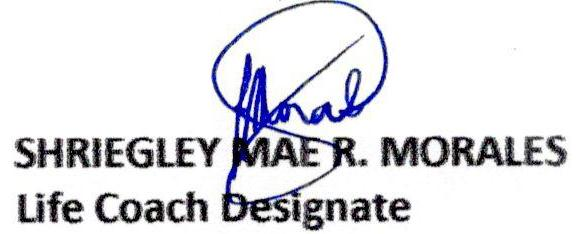 SHRIEGLEY MAE R. MORALES
Life Coach Designate